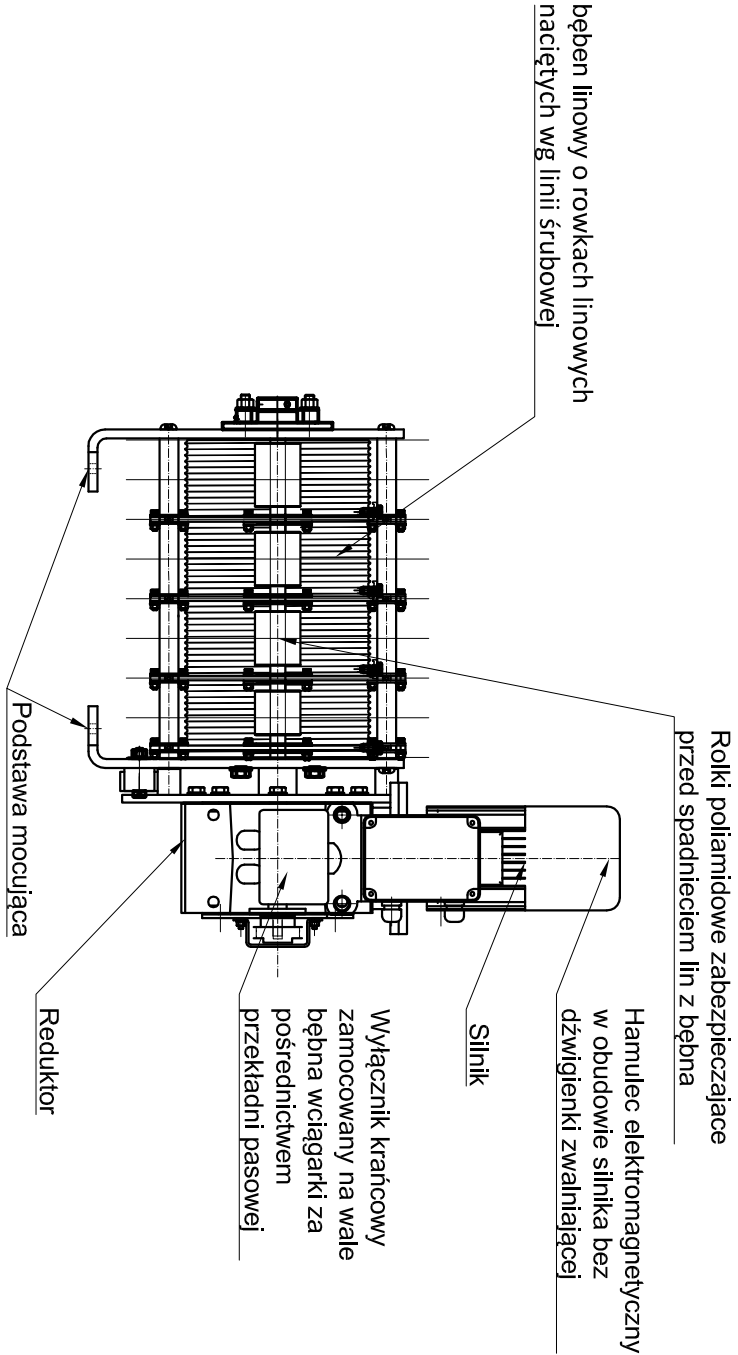 bęben linowy o rowkach linowych
naciętych wg linii śrubowej
Rolki poliamidowe zabezpieczajace
przed spadnieciem lin z bębna
Hamulec elektromagnetyczny
w obudowie silnika bez
dźwigienki zwalniającej
Silnik
Wyłącznik krańcowy
zamocowany na wale
bębna wciągarki za
pośrednictwem
przekładni pasowej
Reduktor
Podstawa mocująca